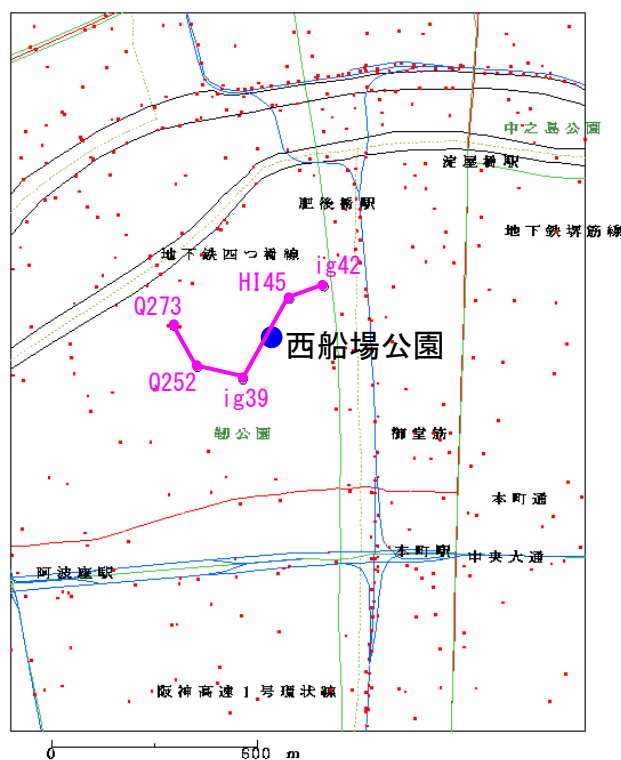 中之島公園
淀屋橋駅
肥後橋駅
地下鉄堺筋線
地下鉄四つ橋線
ig42
HI45
Q273
西船場公園
Q252
ig39
靭公園
御堂筋
本町通
本町駅
中央大通
阿波座駅
阪神高速1号環状線
0 600 m